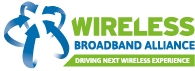 WIRELESS
BROADBAND ALLIANCE
DRIVING NEXT WIRELESS EXPERIENCE